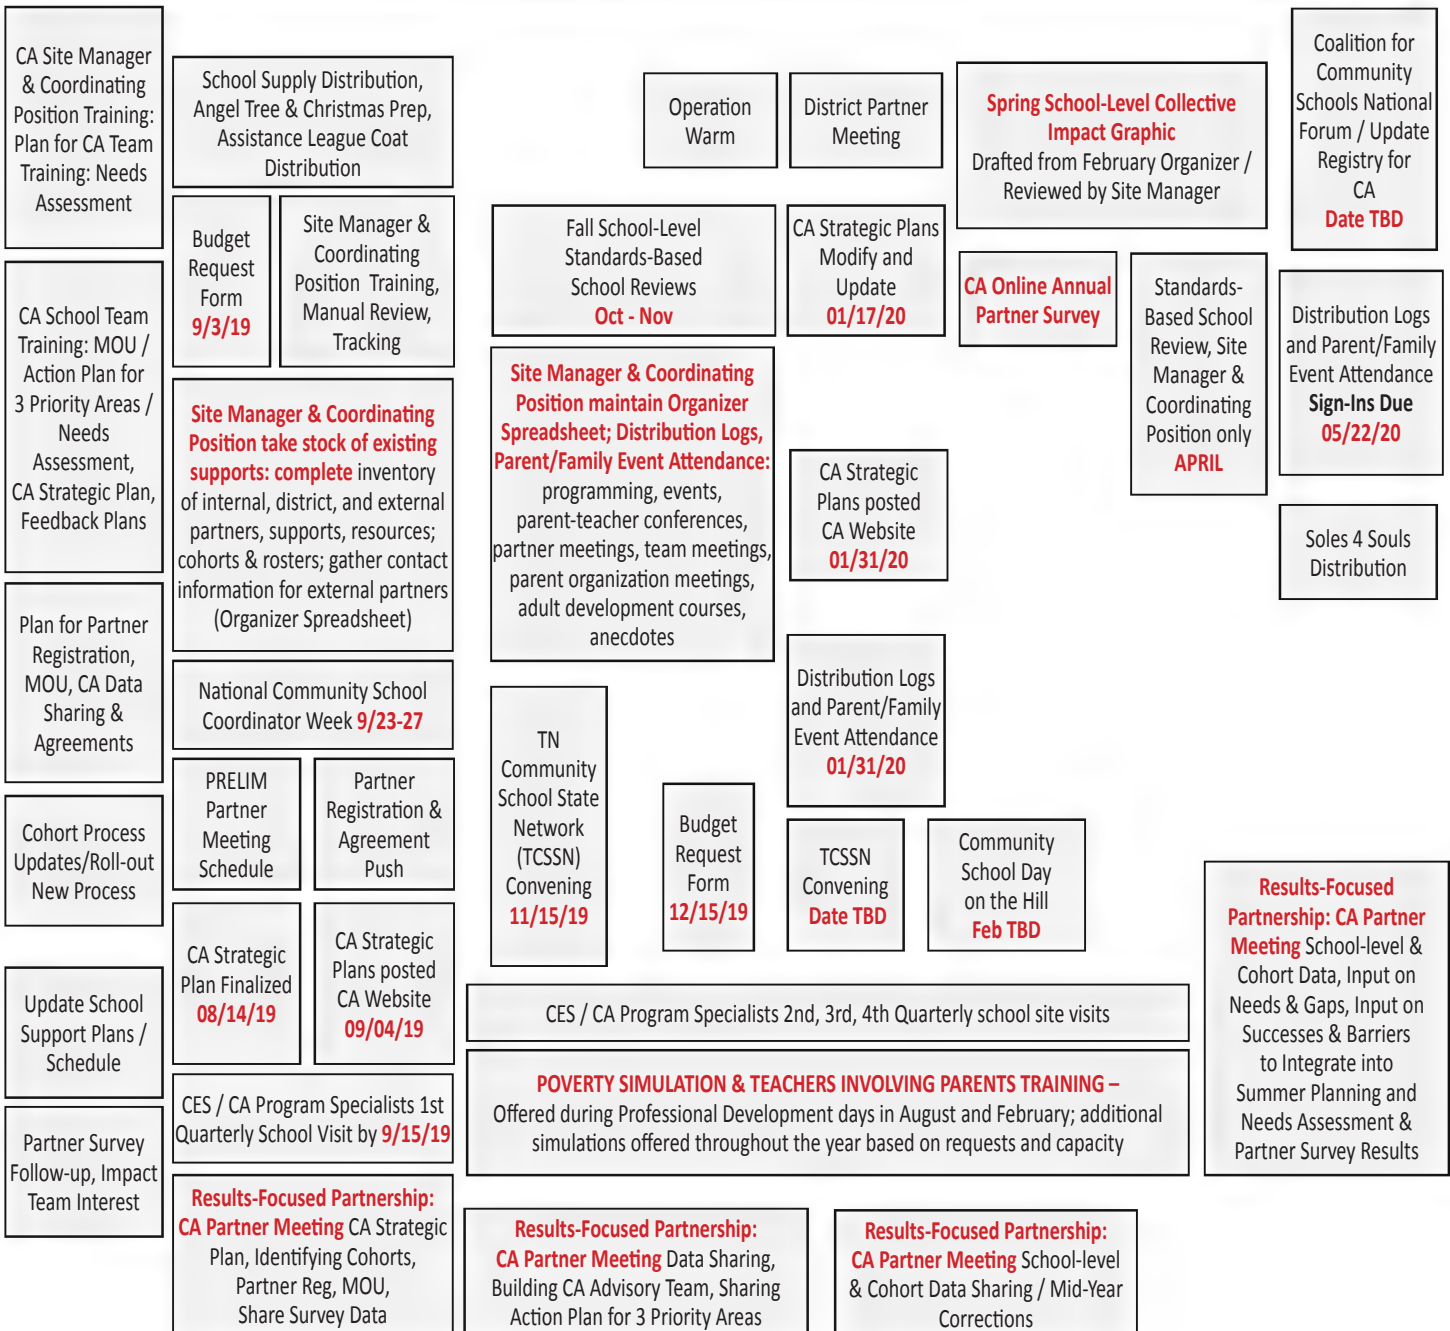 CA Site Manager
& Coordinating
Position Training:
Plan for CA Team
Training: Needs
Assessment
CA School Team
Training: MOU /
Action Plan for
3 Priority Areas /
Needs
Assessment,
CA Strategic Plan,
Feedback Plans
Plan for Partner
Registration,
MOU, CA Data
Sharing &
Agreements
Cohort Process
Updates/Roll-out
New Process
Update School
Support Plans /
Schedule
Partner Survey
Follow-up, Impact
Team Interest
School Supply Distribution,
Angel Tree & Christmas Prep,
Assistance League Coat
Distribution
Budget
Request
Form
9/3/19
Site Manager &
Coordinating
Position Training,
Manual Review,
Tracking
Site Manager & Coordinating
Position take stock of existing
supports: complete inventory
of internal, district, and external
partners, supports, resources;
cohorts & rosters; gather contact
information for external partners
(Organizer Spreadsheet)
National Community School
Coordinator Week 9/23-27
PRELIM
Partner
Meeting
Schedule
Partner
Registration &
Agreement
Push
CA Strategic
Plan Finalized
08/14/19
CA Strategic
Plans posted
CA Website
09/04/19
CES / CA Program Specialists 1st
Quarterly School Visit by 9/15/19
Results-Focused Partnership:
CA Partner Meeting CA Strategic
Plan, Identifying Cohorts,
Partner Reg, MOU,
Share Survey Data
Operation
Warm
District Partner
Meeting
Fall School-Level
Standards-Based
School Reviews
Oct - Nov
CA Strategic Plans
Modify and
Update
01/17/20
Site Manager & Coordinating
Position maintain Organizer
Spreadsheet; Distribution Logs,
Parent/Family Event Attendance:
programming, events,
parent-teacher conferences,
partner meetings, team meetings,
parent organization meetings,
adult development courses,
anecdotes
CA Strategic
Plans posted
CA Website
01/31/20
Distribution Logs
and Parent/Family
Event Attendance
01/31/20
TN
Community
School State
Network
(TCSSN)
Convening
11/15/19
Budget
Request
Form
12/15/19
TCSSN
Convening
Date TBD
Community
School Day
on the Hill
Feb TBD
CES / CA Program Specialists 2nd, 3rd, 4th Quarterly school site visits
POVERTY SIMULATION & TEACHERS INVOLVING PARENTS TRAINING –
Offered during Professional Development days in August and February; additional
simulations offered throughout the year based on requests and capacity
Results-Focused Partnership:
CA Partner Meeting Data Sharing,
Building CA Advisory Team, Sharing
Action Plan for 3 Priority Areas
Results-Focused Partnership:
CA Partner Meeting School-level
& Cohort Data Sharing / Mid-Year
Corrections
Spring School-Level Collective
Impact Graphic
Drafted from February Organizer /
Reviewed by Site Manager
CA Online Annual
Partner Survey
Standards-
Based School
Review, Site
Manager &
Coordinating
Position only
APRIL
Coalition for
Community
Schools National
Forum / Update
Registry for
CA
Date TBD
Distribution Logs
and Parent/Family
Event Attendance
Sign-Ins Due
05/22/20
Soles 4 Souls
Distribution
Results-Focused
Partnership: CA Partner
Meeting School-level &
Cohort Data, Input on
Needs & Gaps, Input on
Successes & Barriers
to Integrate into
Summer Planning and
Needs Assessment &
Partner Survey Results